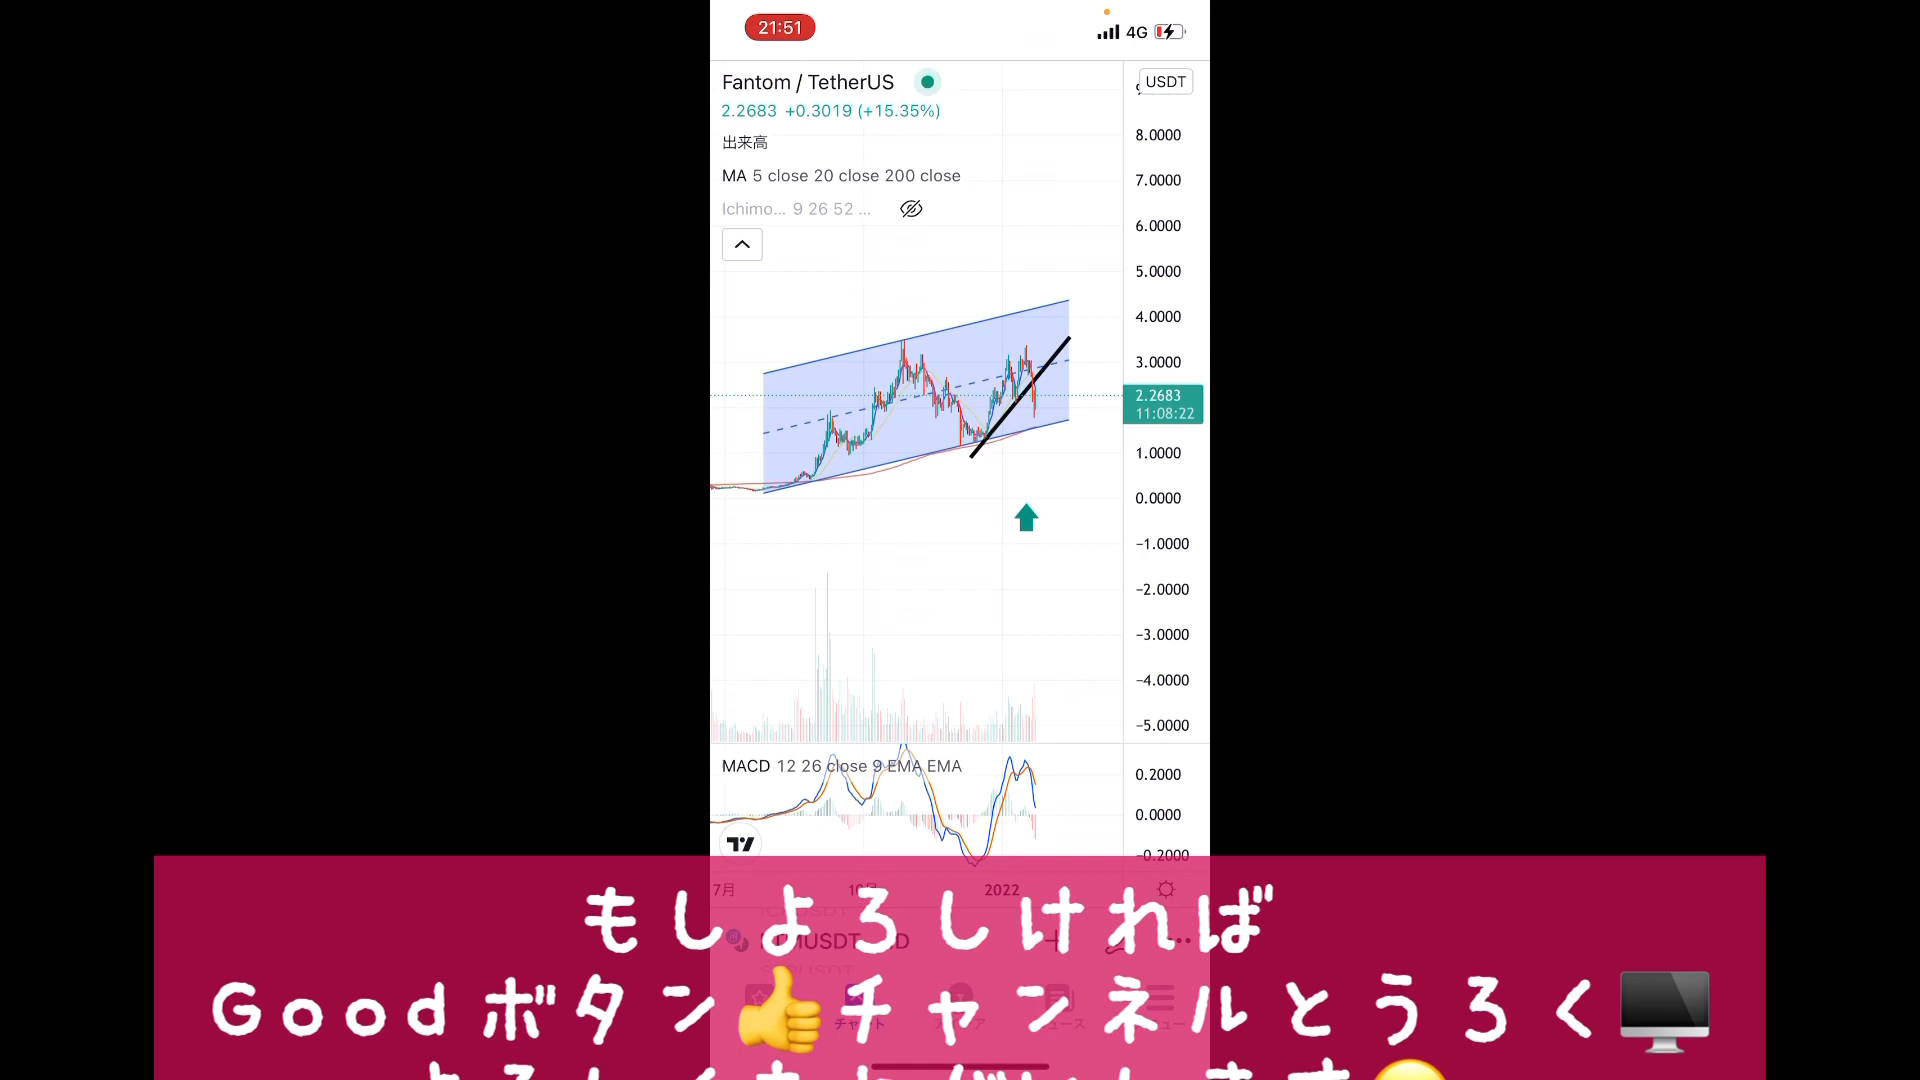 21:51
4G
Fantom / TetherUS
USDT
2.2683 +0.3019 (+15.35%)
出来高
MA 5 close 20 close 200 close
Ichimo... 9 26 52 ...
8.0000
7.0000
6.0000
5.0000
4.0000
3.0000
2.2683
11:08:22
1.0000
0.0000
−1.0000
−2.0000
−3.0000
−4.0000
−5.0000
MACD 12 26 close 9 EMA EMA
0.2000
0.0000
−0.2000
7月
10月
2022
もしよろしければ
Goodボタン👍チャンネルとうろく🖥️